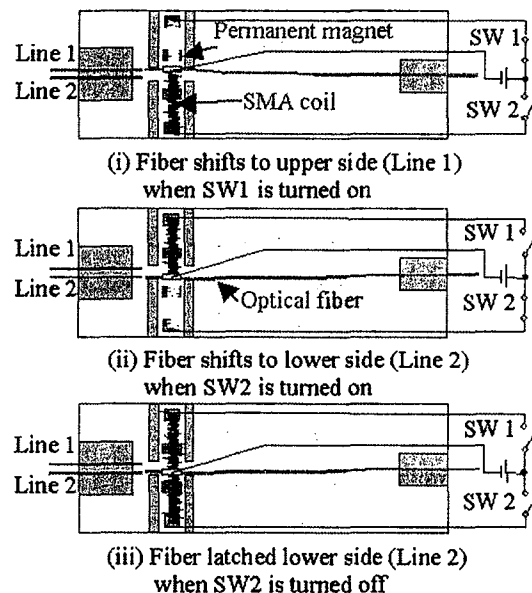 Permanent magnet
SW 1
Line 1
Line 2
SMA coil
SW 2
(i) Fiber shifts to upper side (Line 1)
when SW1 is turned on
SW 1
Line 1
Line 2
Optical fiber
SW 2
(ii) Fiber shifts to lower side (Line 2)
when SW2 is turned on
SW 1
Line 1
Line 2
SW 2
(iii) Fiber latched lower side (Line 2)
when SW2 is turned off